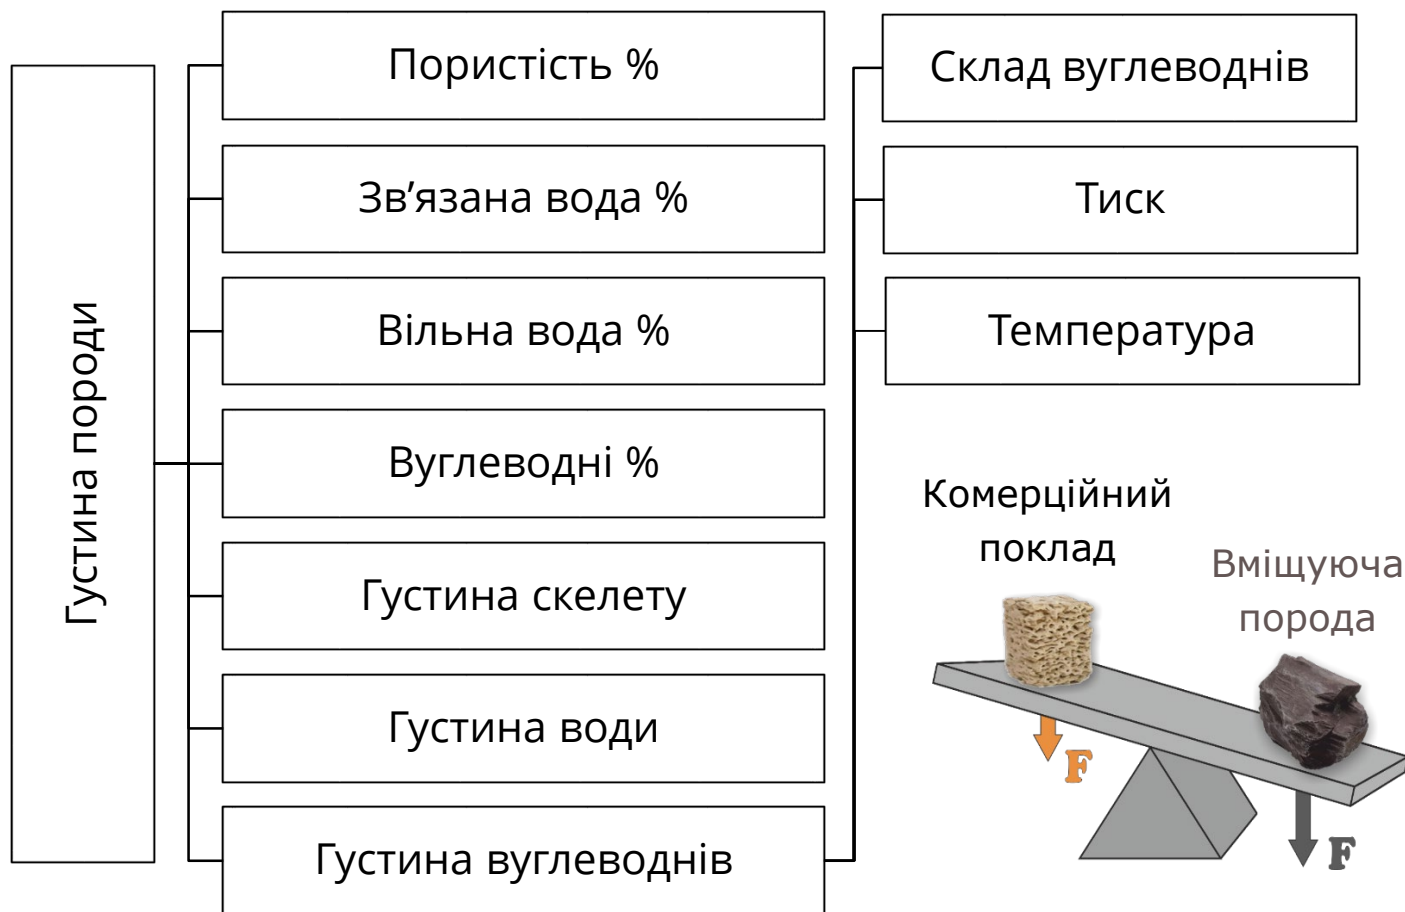 Густина породи
Пористість %
Зв’язана вода %
Вільна вода %
Вуглеводні %
Густина скелету
Густина води
Густина вуглеводнів
Склад вуглеводнів
Тиск
Температура
Комерційний
поклад
Вміщуюча
порода
F
F